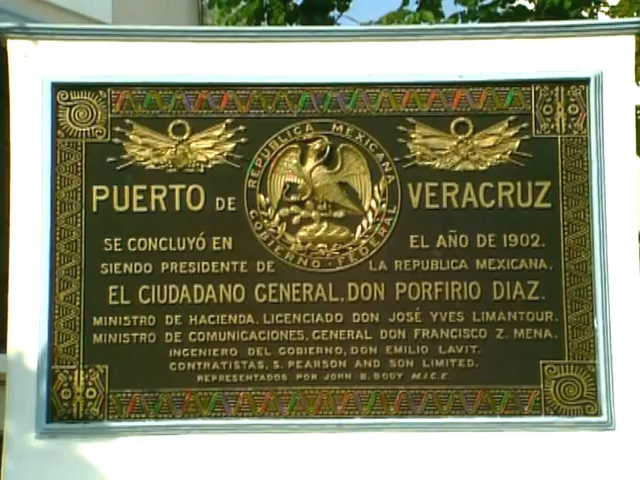 REPUBLICA MEXICANA
GOBIERNO FEDERAL
PUERTO DE VERACRUZ
SE CONCLUYÓ EN EL AÑO DE 1902.
SIENDO PRESIDENTE DE LA REPUBLICA MEXICANA.
EL CIUDADANO GENERAL, DON PORFIRIO DIAZ.
MINISTRO DE HACIENDA, LICENCIADO DON JOSÉ YVES LIMANTOUR.
MINISTRO DE COMUNICACIONES, GENERAL DON FRANCISCO Z. MENA.
INGENIERO DEL GOBIERNO, DON EMILIO LAVIT.
CONTRATISTAS, S. PEARSON AND SON LIMITED.
REPRESENTADOS POR JOHN B. BODY M.I.C.E.